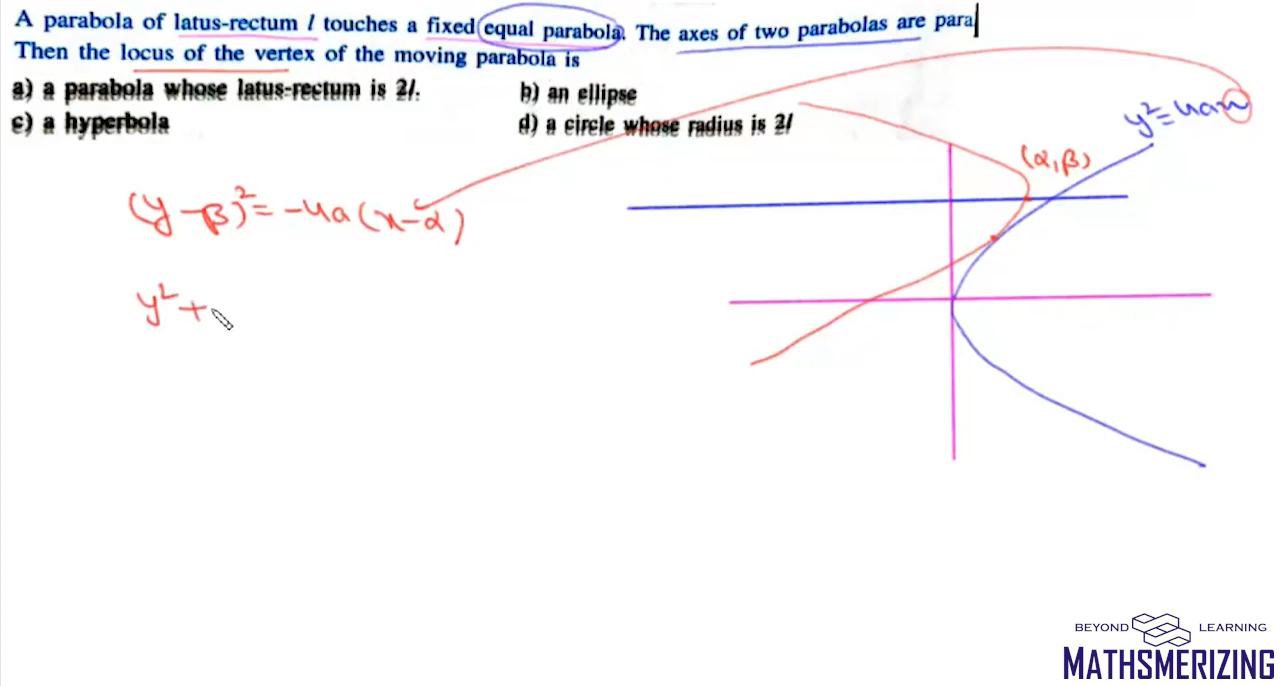 A parabola of latus-rectum l touches a fixed equal parabola. The axes of two parabolas are para
Then the locus of the vertex of the moving parabola is
a) a parabola whose latus-rectum is 2l. b) an ellipse
c) a hyperbola d) a circle whose radius is 2l
y² = 4ax
(α, β)
(y - β)² = -4a(x - α)
y² +
BEYOND LEARNING
MATHSMERIZING